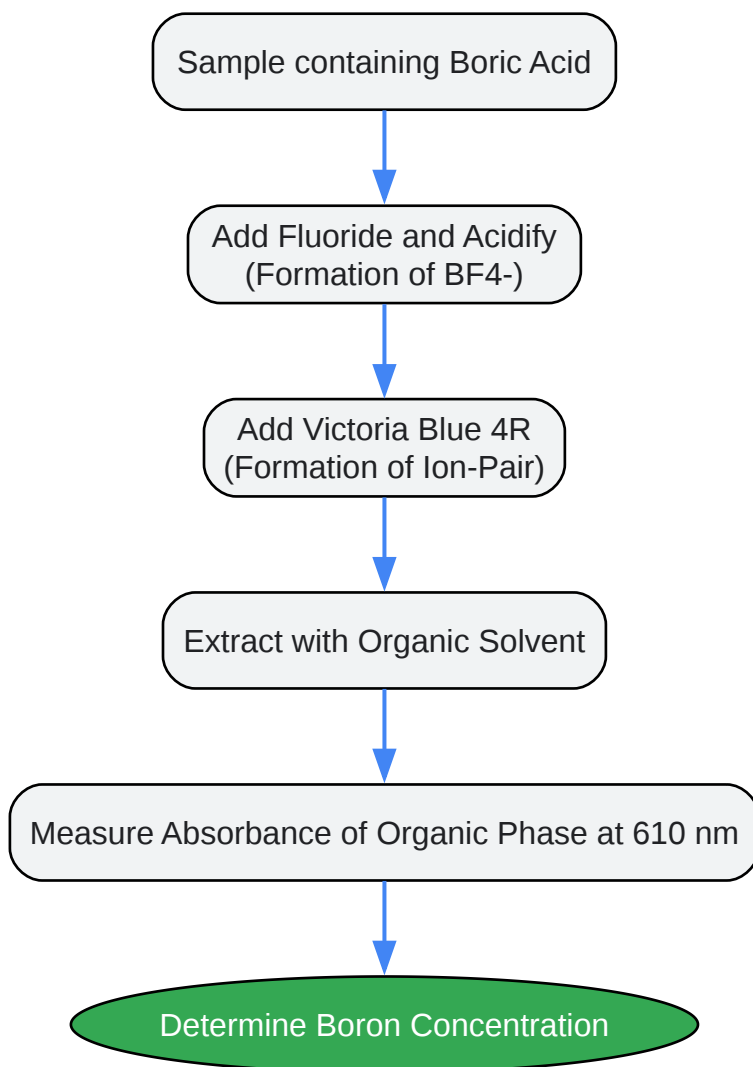 Sample containing Boric Acid
Add Fluoride and Acidify
(Formation of BF4-)
Add Victoria Blue 4R
(Formation of Ion-Pair)
Extract with Organic Solvent
Measure Absorbance of Organic Phase at 610 nm
Determine Boron Concentration